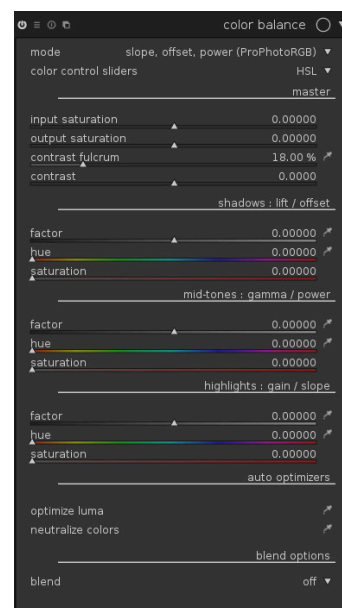 color balance
mode slope, offset, power (ProPhotoRGB)
color control sliders HSL
master
input saturation 0.00000
output saturation 0.00000
contrast fulcrum 18.00 %
contrast 0.0000
shadows : lift / offset
factor 0.00000
hue 0.00000
saturation 0.00000
mid-tones : gamma / power
factor 0.00000
hue 0.00000
saturation 0.00000
highlights : gain / slope
factor 0.00000
hue 0.00000
saturation 0.00000
auto optimizers
optimize luma
neutralize colors
blend options
blend off